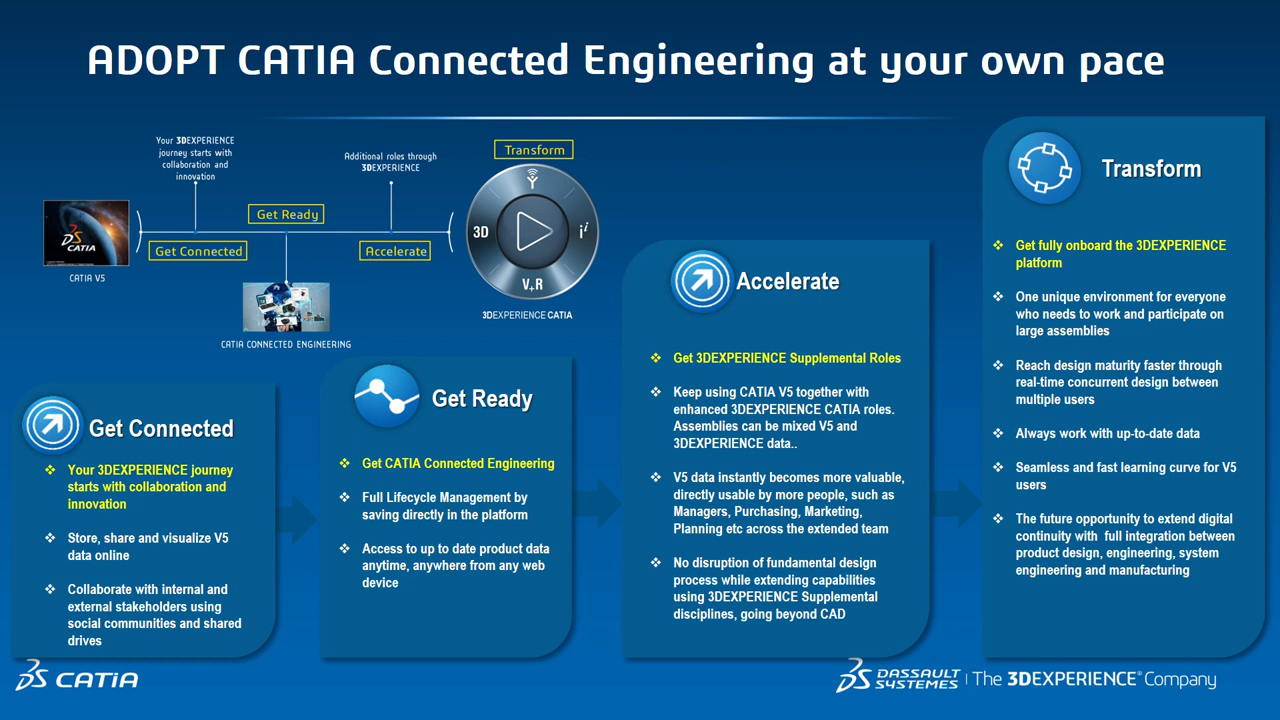 ADOPT CATIA Connected Engineering at your own pace
Your 3DEXPERIENCE
journey starts with
collaboration and
innovation
Additional roles through
3DEXPERIENCE
Transform
Get Ready
Get Connected
Accelerate
3DS
CATIA
CATIA V5
3D
i²
V+R
3DEXPERIENCE CATIA
CATIA CONNECTED ENGINEERING
Get Connected
❖ Your 3DEXPERIENCE journey
starts with collaboration and
innovation
❖ Store, share and visualize V5
data online
❖ Collaborate with internal and
external stakeholders using
social communities and shared
drives
Get Ready
❖ Get CATIA Connected Engineering
❖ Full Lifecycle Management by
saving directly in the platform
❖ Access to up to date product data
anytime, anywhere from any web
device
Accelerate
❖ Get 3DEXPERIENCE Supplemental Roles
❖ Keep using CATIA V5 together with
enhanced 3DEXPERIENCE CATIA roles.
Assemblies can be mixed V5 and
3DEXPERIENCE data..
❖ V5 data instantly becomes more valuable,
directly usable by more people, such as
Managers, Purchasing, Marketing,
Planning etc across the extended team
❖ No disruption of fundamental design
process while extending capabilities
using 3DEXPERIENCE Supplemental
disciplines, going beyond CAD
Transform
❖ Get fully onboard the 3DEXPERIENCE
platform
❖ One unique environment for everyone
who needs to work and participate on
large assemblies
❖ Reach design maturity faster through
real-time concurrent design between
multiple users
❖ Always work with up-to-date data
❖ Seamless and fast learning curve for V5
users
❖ The future opportunity to extend digital
continuity with  full integration between
product design, engineering, system
engineering and manufacturing
3DS CATIA
3DS DASSAULT
SYSTEMES | The 3DEXPERIENCE® Company